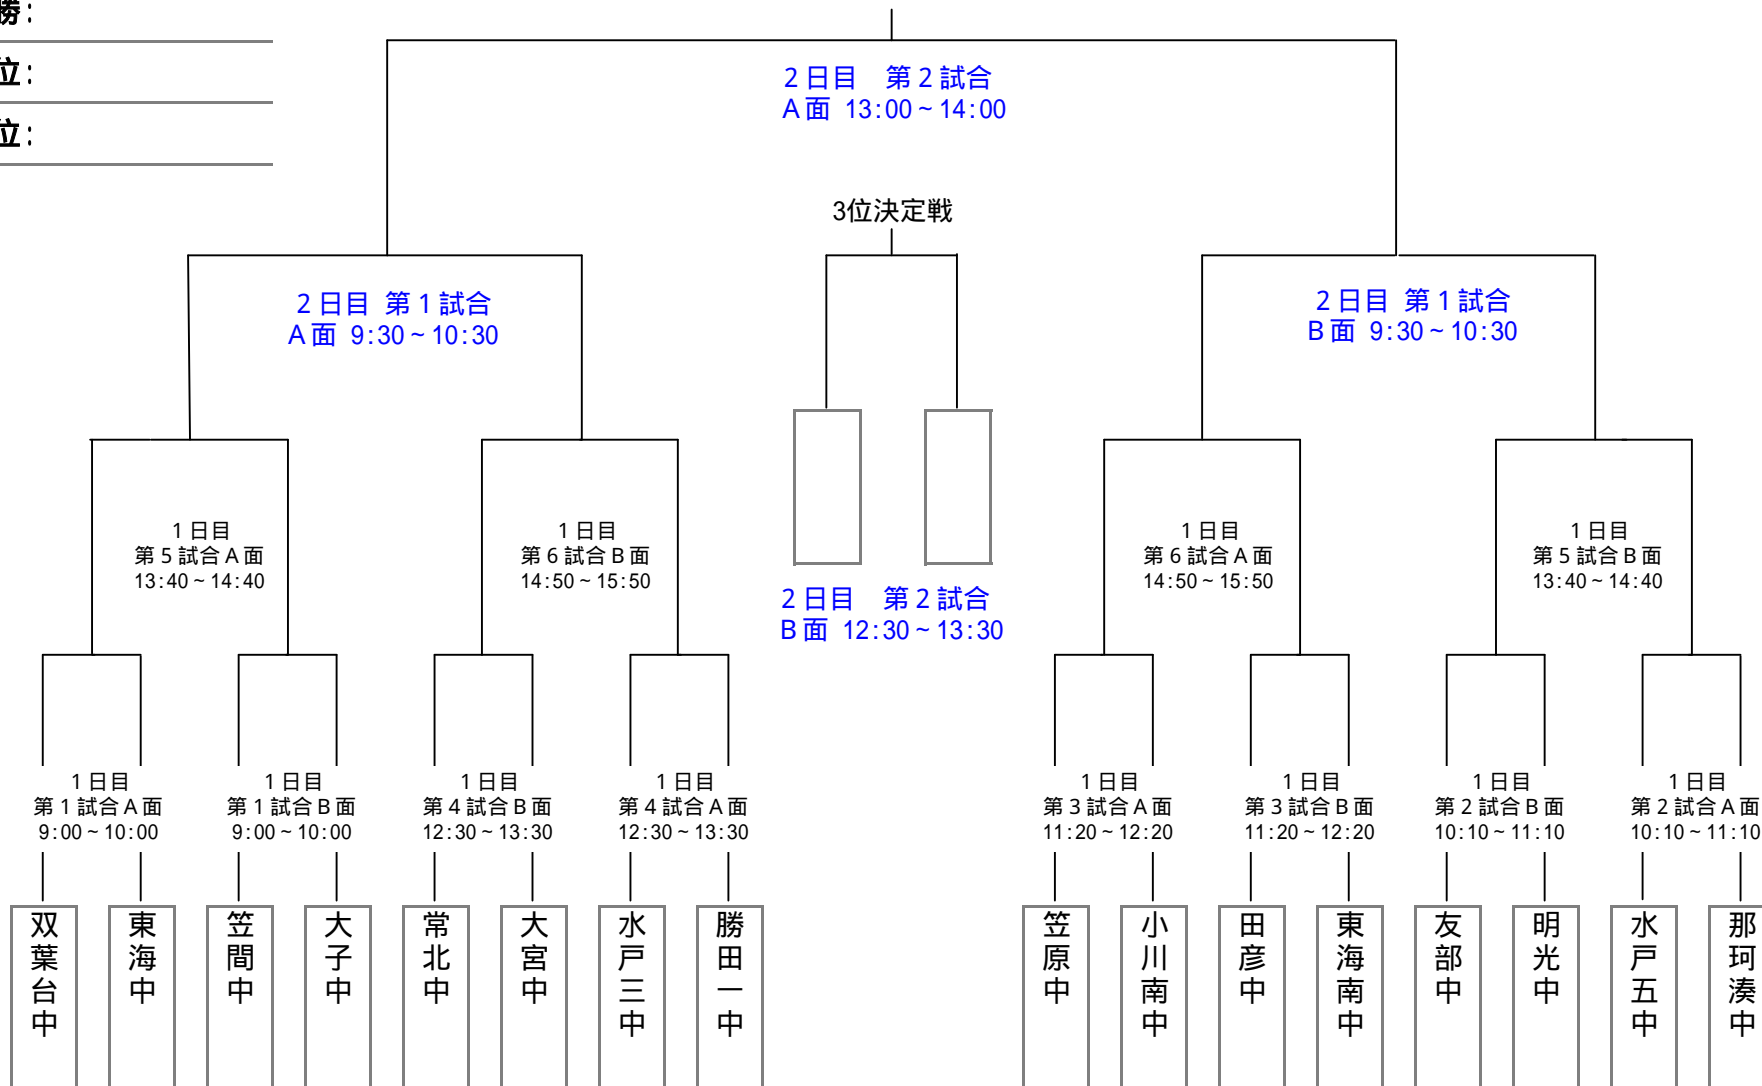 勝:
位:
位:
2日目 第2試合
A面 13:00~14:00
3位決定戦
2日目 第1試合
A面 9:30~10:30
2日目 第1試合
B面 9:30~10:30
1日目
第5試合A面
13:40~14:40
1日目
第6試合B面
14:50~15:50
2日目 第2試合
B面 12:30~13:30
1日目
第6試合A面
14:50~15:50
1日目
第5試合B面
13:40~14:40
1日目
第1試合A面
9:00~10:00
1日目
第1試合B面
9:00~10:00
1日目
第4試合B面
12:30~13:30
1日目
第4試合A面
12:30~13:30
1日目
第3試合A面
11:20~12:20
1日目
第3試合B面
11:20~12:20
1日目
第2試合B面
10:10~11:10
1日目
第2試合A面
10:10~11:10
双葉台中
東海中
笠間中
大子中
常北中
大宮中
水戸三中
勝田一中
笠原中
小川南中
田彦中
東海南中
友部中
明光中
水戸五中
那珂湊中